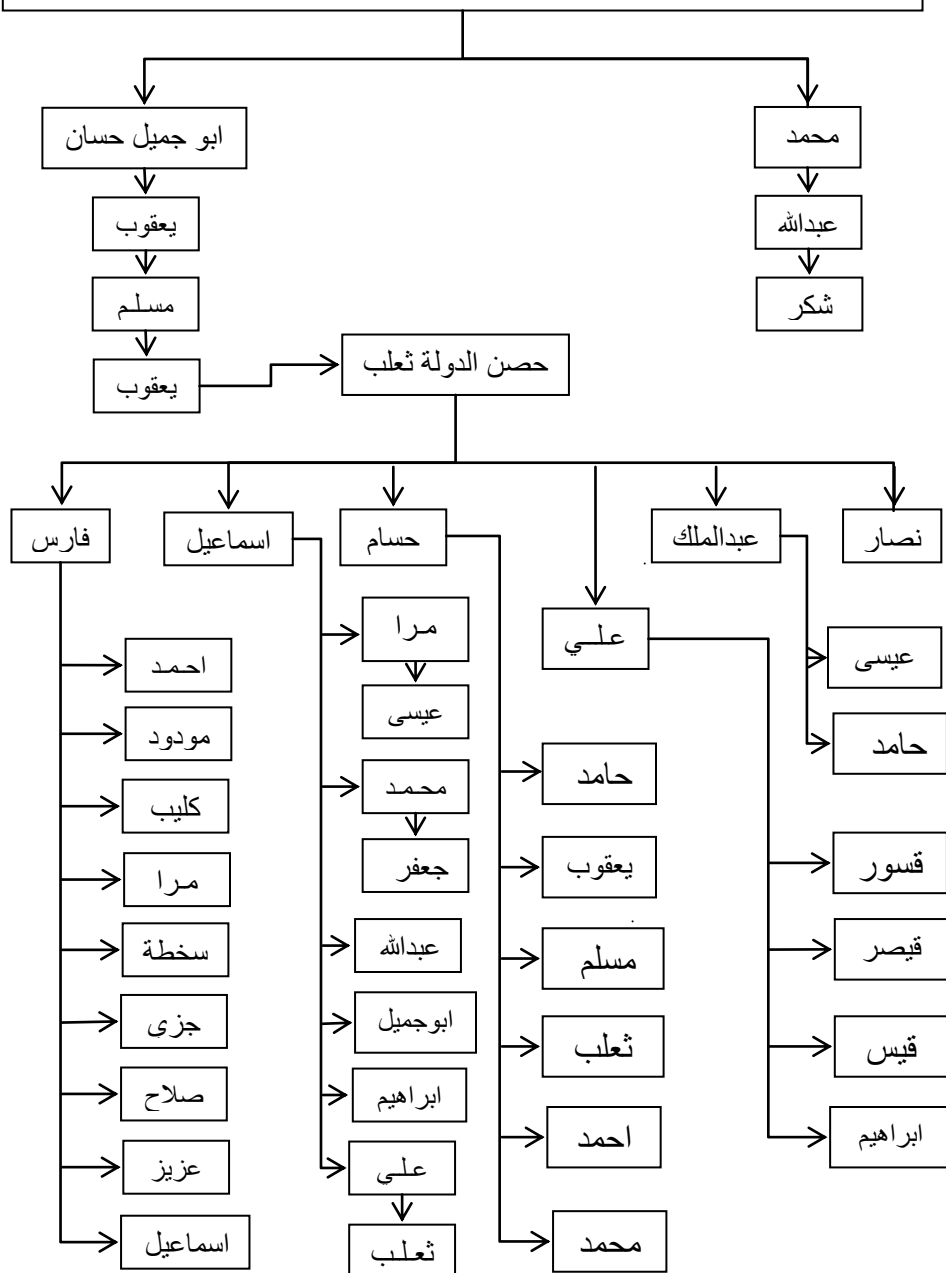 محمد
ابو جميل حسان
عبدالله
يعقوب
شكر
مسلم
يعقوب
حصن الدولة ثعلب
نصار
عبدالملك
علي
حسام
اسماعيل
فارس
عيسى
حامد
قسور
قيصر
قيس
ابراهيم
حامد
يعقوب
مسلم
ثعلب
احمد
محمد
مرا
عيسى
محمد
جعفر
عبدالله
ابوجميل
ابراهيم
علي
ثعلب
احمد
مودود
كليب
مرا
سخطة
جزى
صلاح
عزيز
اسماعيل